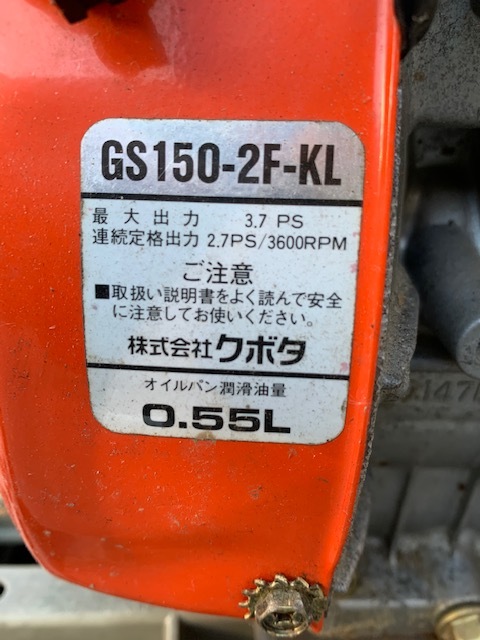 GS150-2F-KL
最大出力 3.7 PS
連続定格出力 2.7PS/3600RPM
ご注意
■取扱い説明書をよく読んで安全
に注意してお使いください。
株式会社クボタ
オイルパン潤滑油量
0.55L